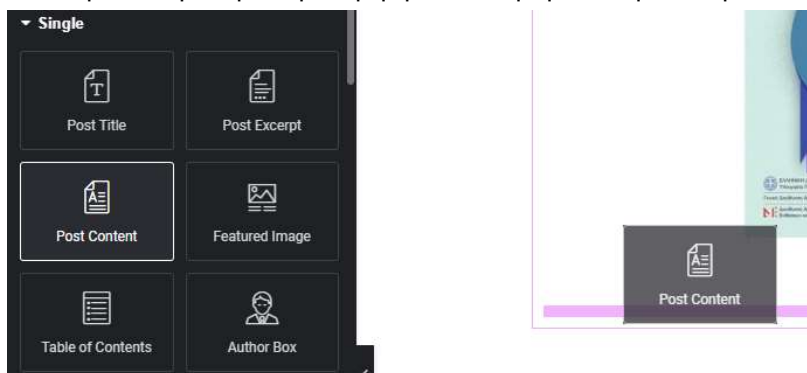 Single
Post Title
Post Excerpt
Post Content
Featured Image
Table of Contents
Author Box
Post Content